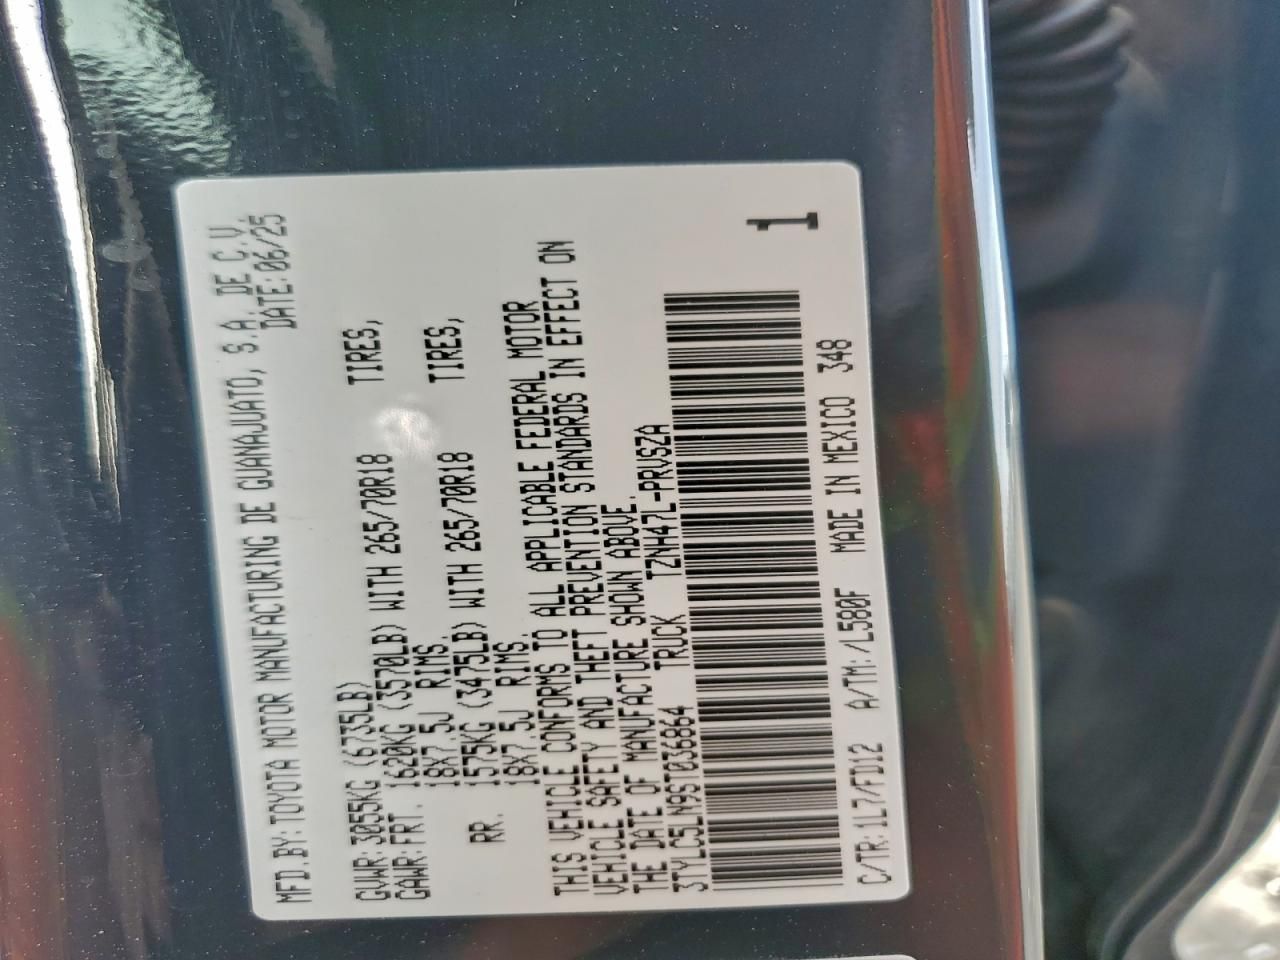 MFD.BY:TOYOTA MOTOR MANUFACTURING DE GUANAJUATO, S.A. DE C.V.
DATE:06/25
GVWR:3055KG (6735LB)
GAWR:FRT. 1620KG (3570LB) WITH 265/70R18 TIRES,
18X7.5J RIMS.
RR. 1575KG (3475LB) WITH 265/70R18 TIRES,
18X7.5J RIMS.
THIS VEHICLE CONFORMS TO ALL APPLICABLE FEDERAL MOTOR
VEHICLE SAFETY AND THEFT PREVENTION STANDARDS IN EFFECT ON
THE DATE OF MANUFACTURE SHOWN ABOVE.
3TYLC5LN9ST036864 TRUCK TZNH47L-PRVSZA
C/TR:1L7/FD12 A/TM:/L580F MADE IN MEXICO 348
1